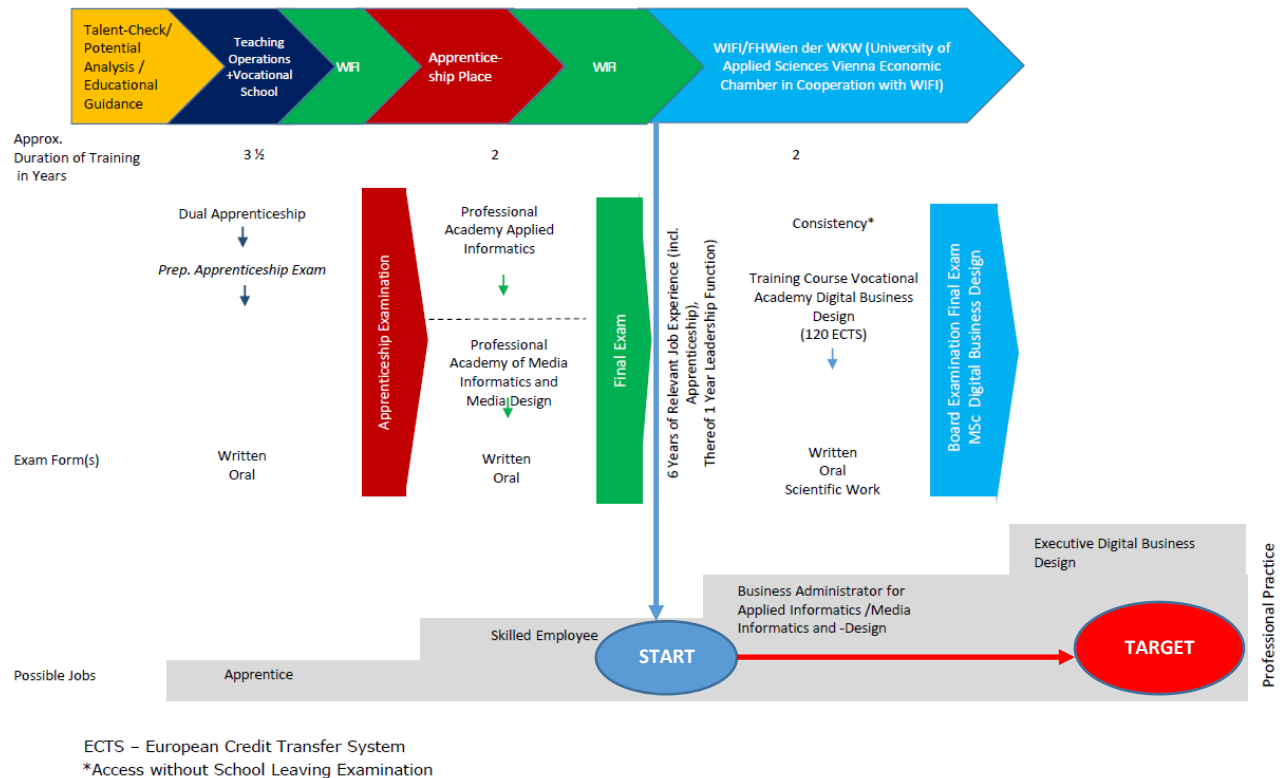 Talent-Check/
Potential
Analysis /
Educational
Guidance
Teaching
Operations
+Vocational
School
WIFI
Apprentice-
ship Place
WIFI
WIFI/FHWien der WKW (University of
Applied Sciences Vienna Economic
Chamber in Cooperation with WIFI)
Approx.
Duration of Training
in Years
3 ½
2
2
Dual Apprenticeship
Prep. Apprenticeship Exam
Apprenticeship Examination
Professional
Academy Applied
Informatics
Professional
Academy of Media
Informatics and
Media Design
Final Exam
6 Years of Relevant Job Experience (incl.
Apprenticeship),
Thereof 1 Year Leadership Function)
Consistency*
Training Course Vocational
Academy Digital Business
Design
(120 ECTS)
Board Examination Final Exam
MSc Digital Business Design
Exam Form(s)
Written
Oral
Written
Oral
Written
Oral
Scientific Work
Executive Digital Business
Design
Business Administrator for
Applied Informatics /Media
Informatics and -Design
Skilled Employee
START
TARGET
Possible Jobs
Apprentice
Professional Practice
ECTS – European Credit Transfer System
*Access without School Leaving Examination